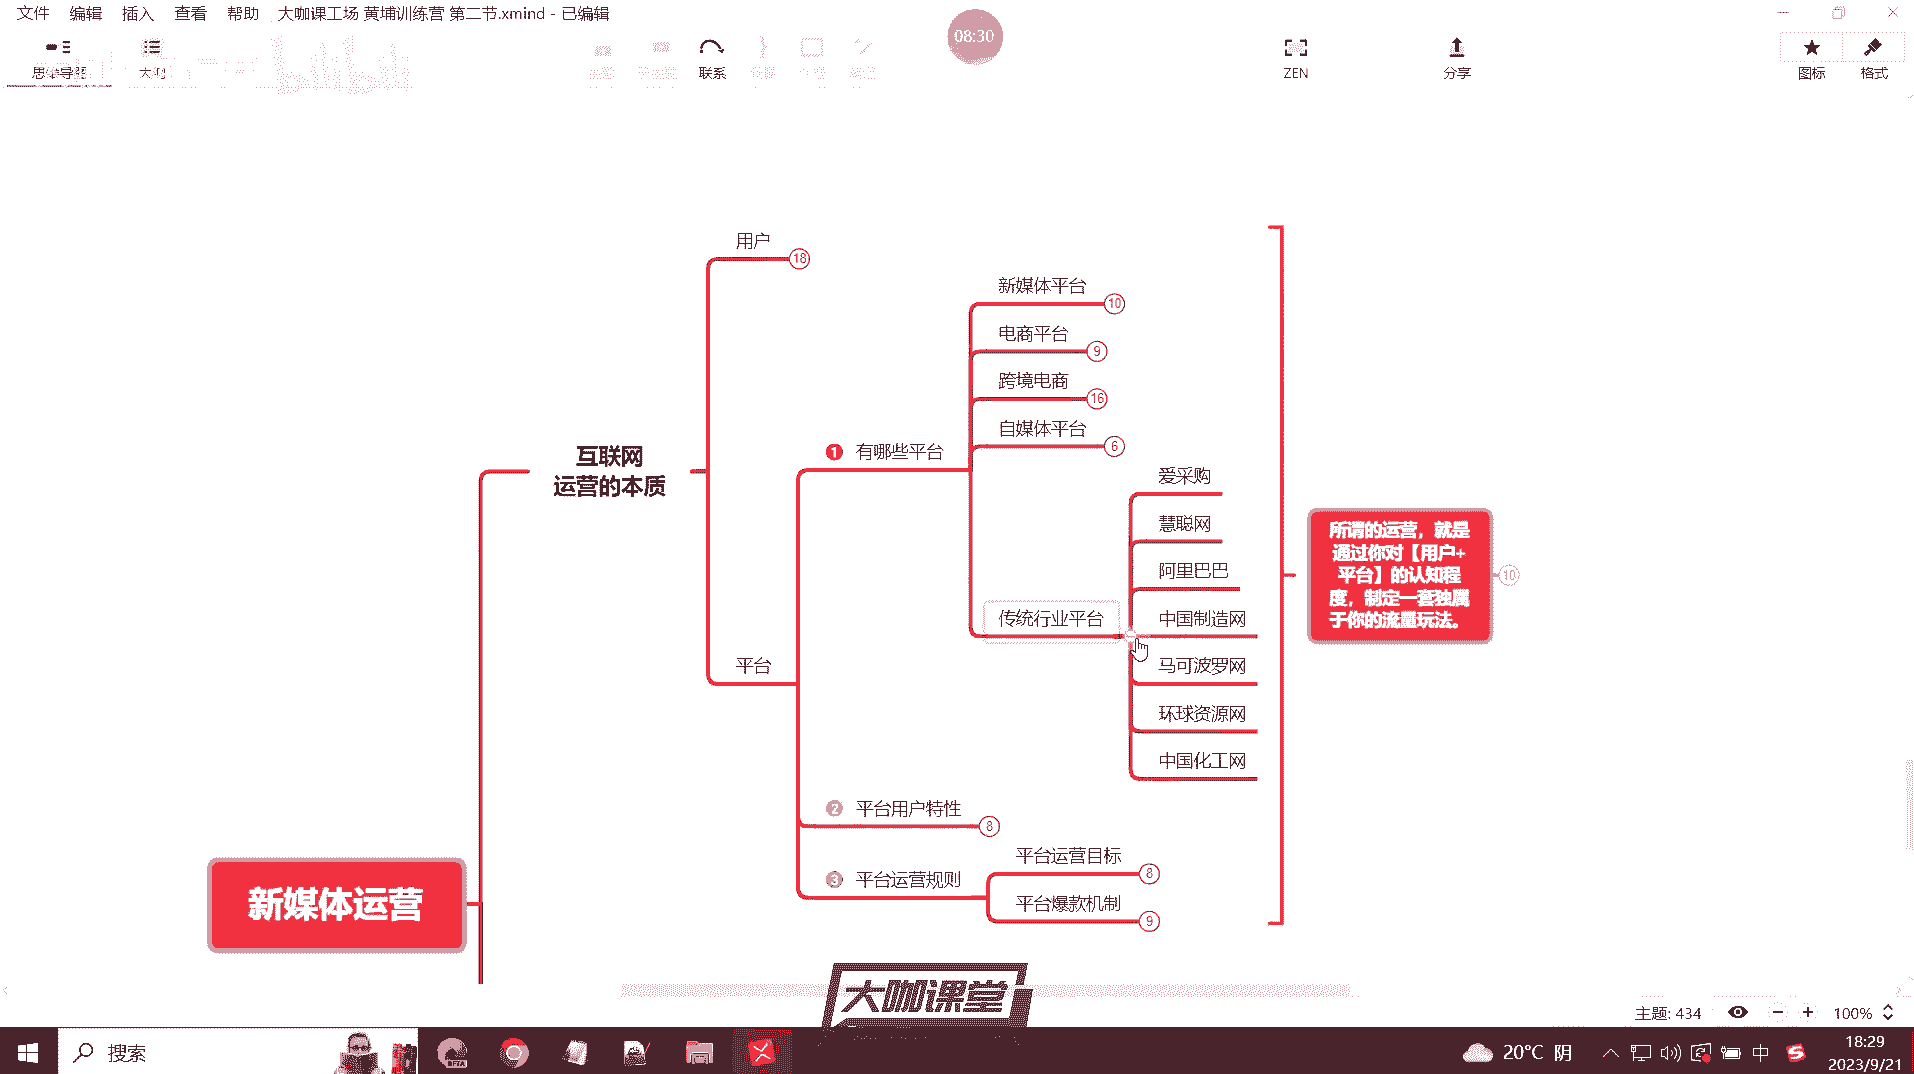 文件 编辑 插入 查看 帮助 大咖课工场 黄埔训练营 第二节.xmind - 已编辑
08:30
思维导图
大纲
联系
ZEN
分享
图标
格式
用户
18
新媒体平台
10
电商平台
9
跨境电商
16
自媒体平台
6
互联网
运营的本质
1 有哪些平台
爱采购
慧聪网
阿里巴巴
传统行业平台
中国制造网
马可波罗网
环球资源网
中国化工网
所谓的运营，就是
通过你对【用户+
平台】的认知程
度，制定一套独属
于你的流量玩法。
10
平台
2 平台用户特性
8
3 平台运营规则
平台运营目标
8
平台爆款机制
9
新媒体运营
大咖课堂
主题: 434
100%
搜索
20°C 阴
中
18:29
2023/9/21